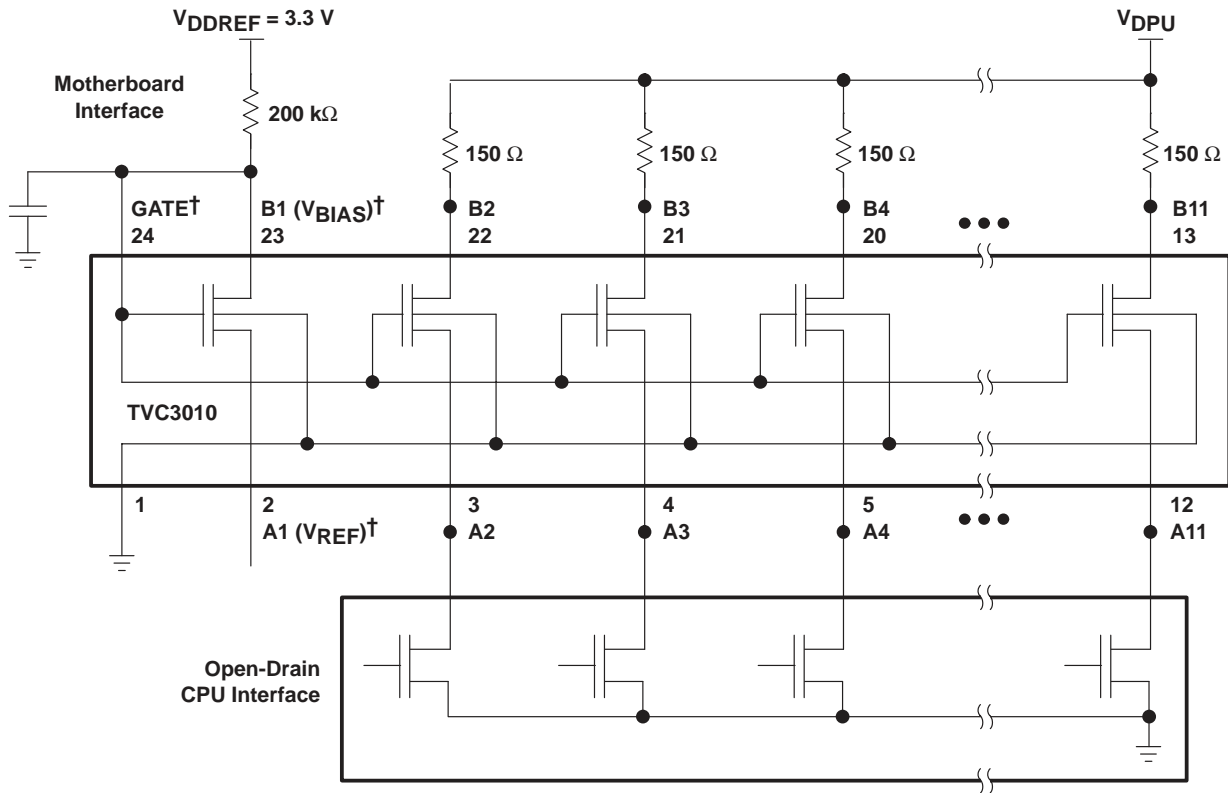 VDDREF = 3.3 V
VDPU
Motherboard
Interface
200 kΩ
150 Ω
150 Ω
150 Ω
150 Ω
GATE†
B1 (VBIAS)†
B2
B3
B4
B11
24
23
22
21
20
13
TVC3010
1
2
3
4
5
12
A1 (VREF)†
A2
A3
A4
A11
Open-Drain
CPU Interface